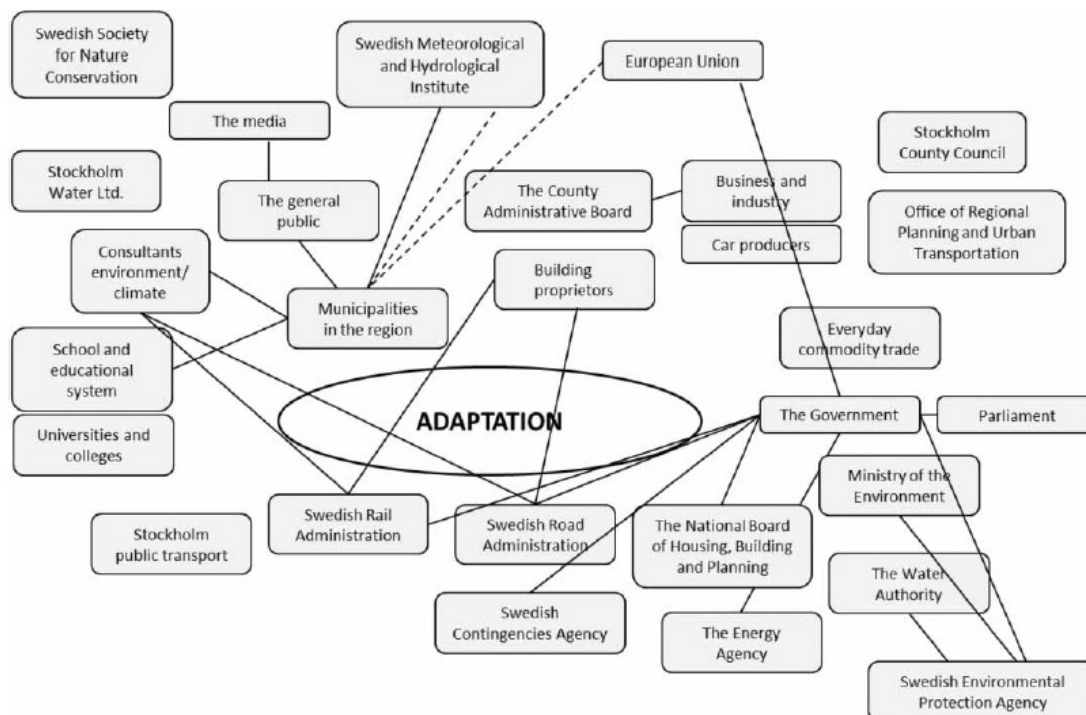 Swedish Society
for Nature
Conservation
Swedish Meteorological
and Hydrological
Institute
European Union
The media
Stockholm
County Council
Stockholm
Water Ltd.
The general
public
The County
Administrative Board
Business and
industry
Office of Regional
Planning and Urban
Transportation
Car producers
Consultants
environment/
climate
Building
proprietors
Municipalities
in the region
School and
educational
system
Everyday
commodity trade
ADAPTATION
The Government
Parliament
Universities and
colleges
Ministry of the
Environment
Swedish Rail
Administration
Swedish Road
Administration
The National Board
of Housing, Building
and Planning
Stockholm
public transport
The Water
Authority
Swedish
Contingencies Agency
The Energy
Agency
Swedish Environmental
Protection Agency